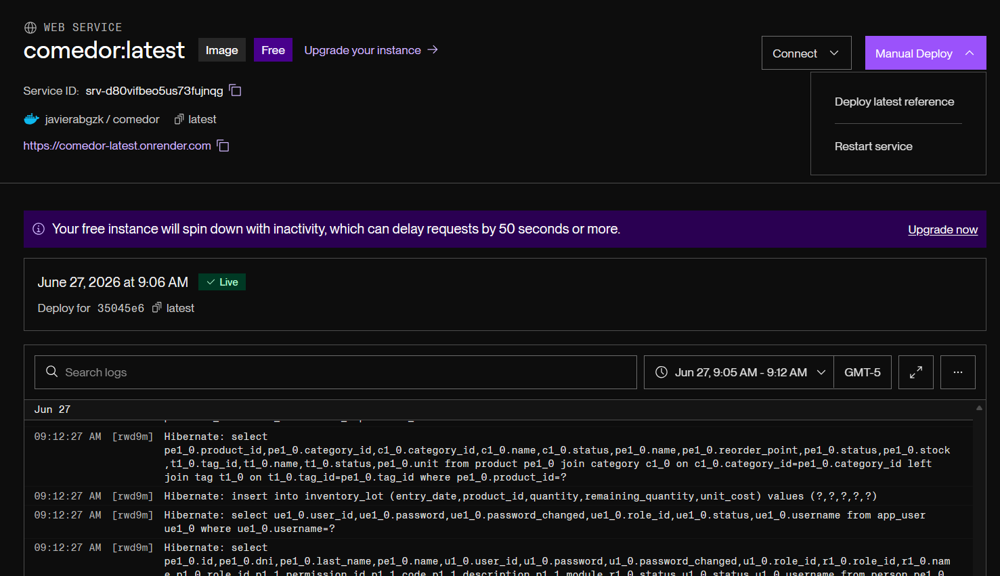 WEB SERVICE
comedor:latest Image Free Upgrade your instance →
Connect Manual Deploy
Deploy latest reference
Restart service
Service ID: srv-d80vifbeo5us73fujnqg
javierabgzk / comedor latest
https://comedor-latest.onrender.com
Your free instance will spin down with inactivity, which can delay requests by 50 seconds or more. Upgrade now
June 27, 2026 at 9:06 AM Live
Deploy for 35045e6 latest
Search logs
Jun 27, 9:05 AM - 9:12 AM GMT-5
Jun 27
09:12:27 AM [rwd9m] Hibernate: select
pe1_0.product_id,pe1_0.category_id,c1_0.category_id,c1_0.name,c1_0.status,pe1_0.name,pe1_0.reorder_point,pe1_0.status,pe1_0.stock
,t1_0.tag_id,t1_0.name,t1_0.status,pe1_0.unit from product pe1_0 join category c1_0 on c1_0.category_id=pe1_0.category_id left
join tag t1_0 on t1_0.tag_id=pe1_0.tag_id where pe1_0.product_id=?
09:12:27 AM [rwd9m] Hibernate: insert into inventory_lot (entry_date,product_id,quantity,remaining_quantity,unit_cost) values (?,?,?,?,?)
09:12:27 AM [rwd9m] Hibernate: select ue1_0.user_id,ue1_0.password,ue1_0.password_changed,ue1_0.role_id,ue1_0.status,ue1_0.username from app_user
ue1_0 where ue1_0.username=?
09:12:27 AM [rwd9m] Hibernate: select
pe1_0.id,pe1_0.dni,pe1_0.last_name,pe1_0.name,u1_0.user_id,u1_0.password,u1_0.password_changed,u1_0.role_id,r1_0.role_id,r1_0.nam
e,p1_0.role_id,p1_1.permission_id,p1_1.code,p1_1.description,p1_1.module,r1_0.status,u1_0.status,u1_0.username from person pe1_0